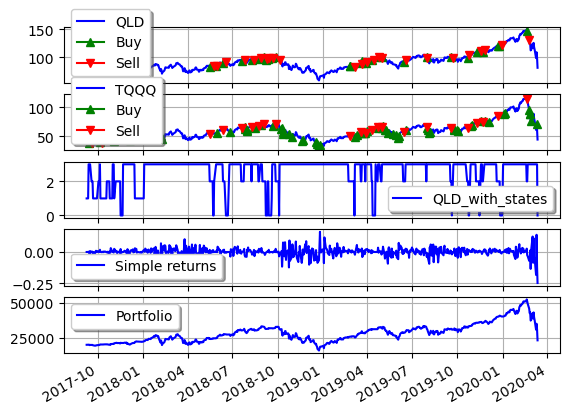 QLD
Buy
Sell
150
100
TQQQ
Buy
Sell
100
50
2
0
QLD_with_states
0.00
−0.25
Simple returns
50000
25000
Portfolio
2017-10 2018-01 2018-04 2018-07 2018-10 2019-01 2019-04 2019-07 2019-10 2020-01 2020-04